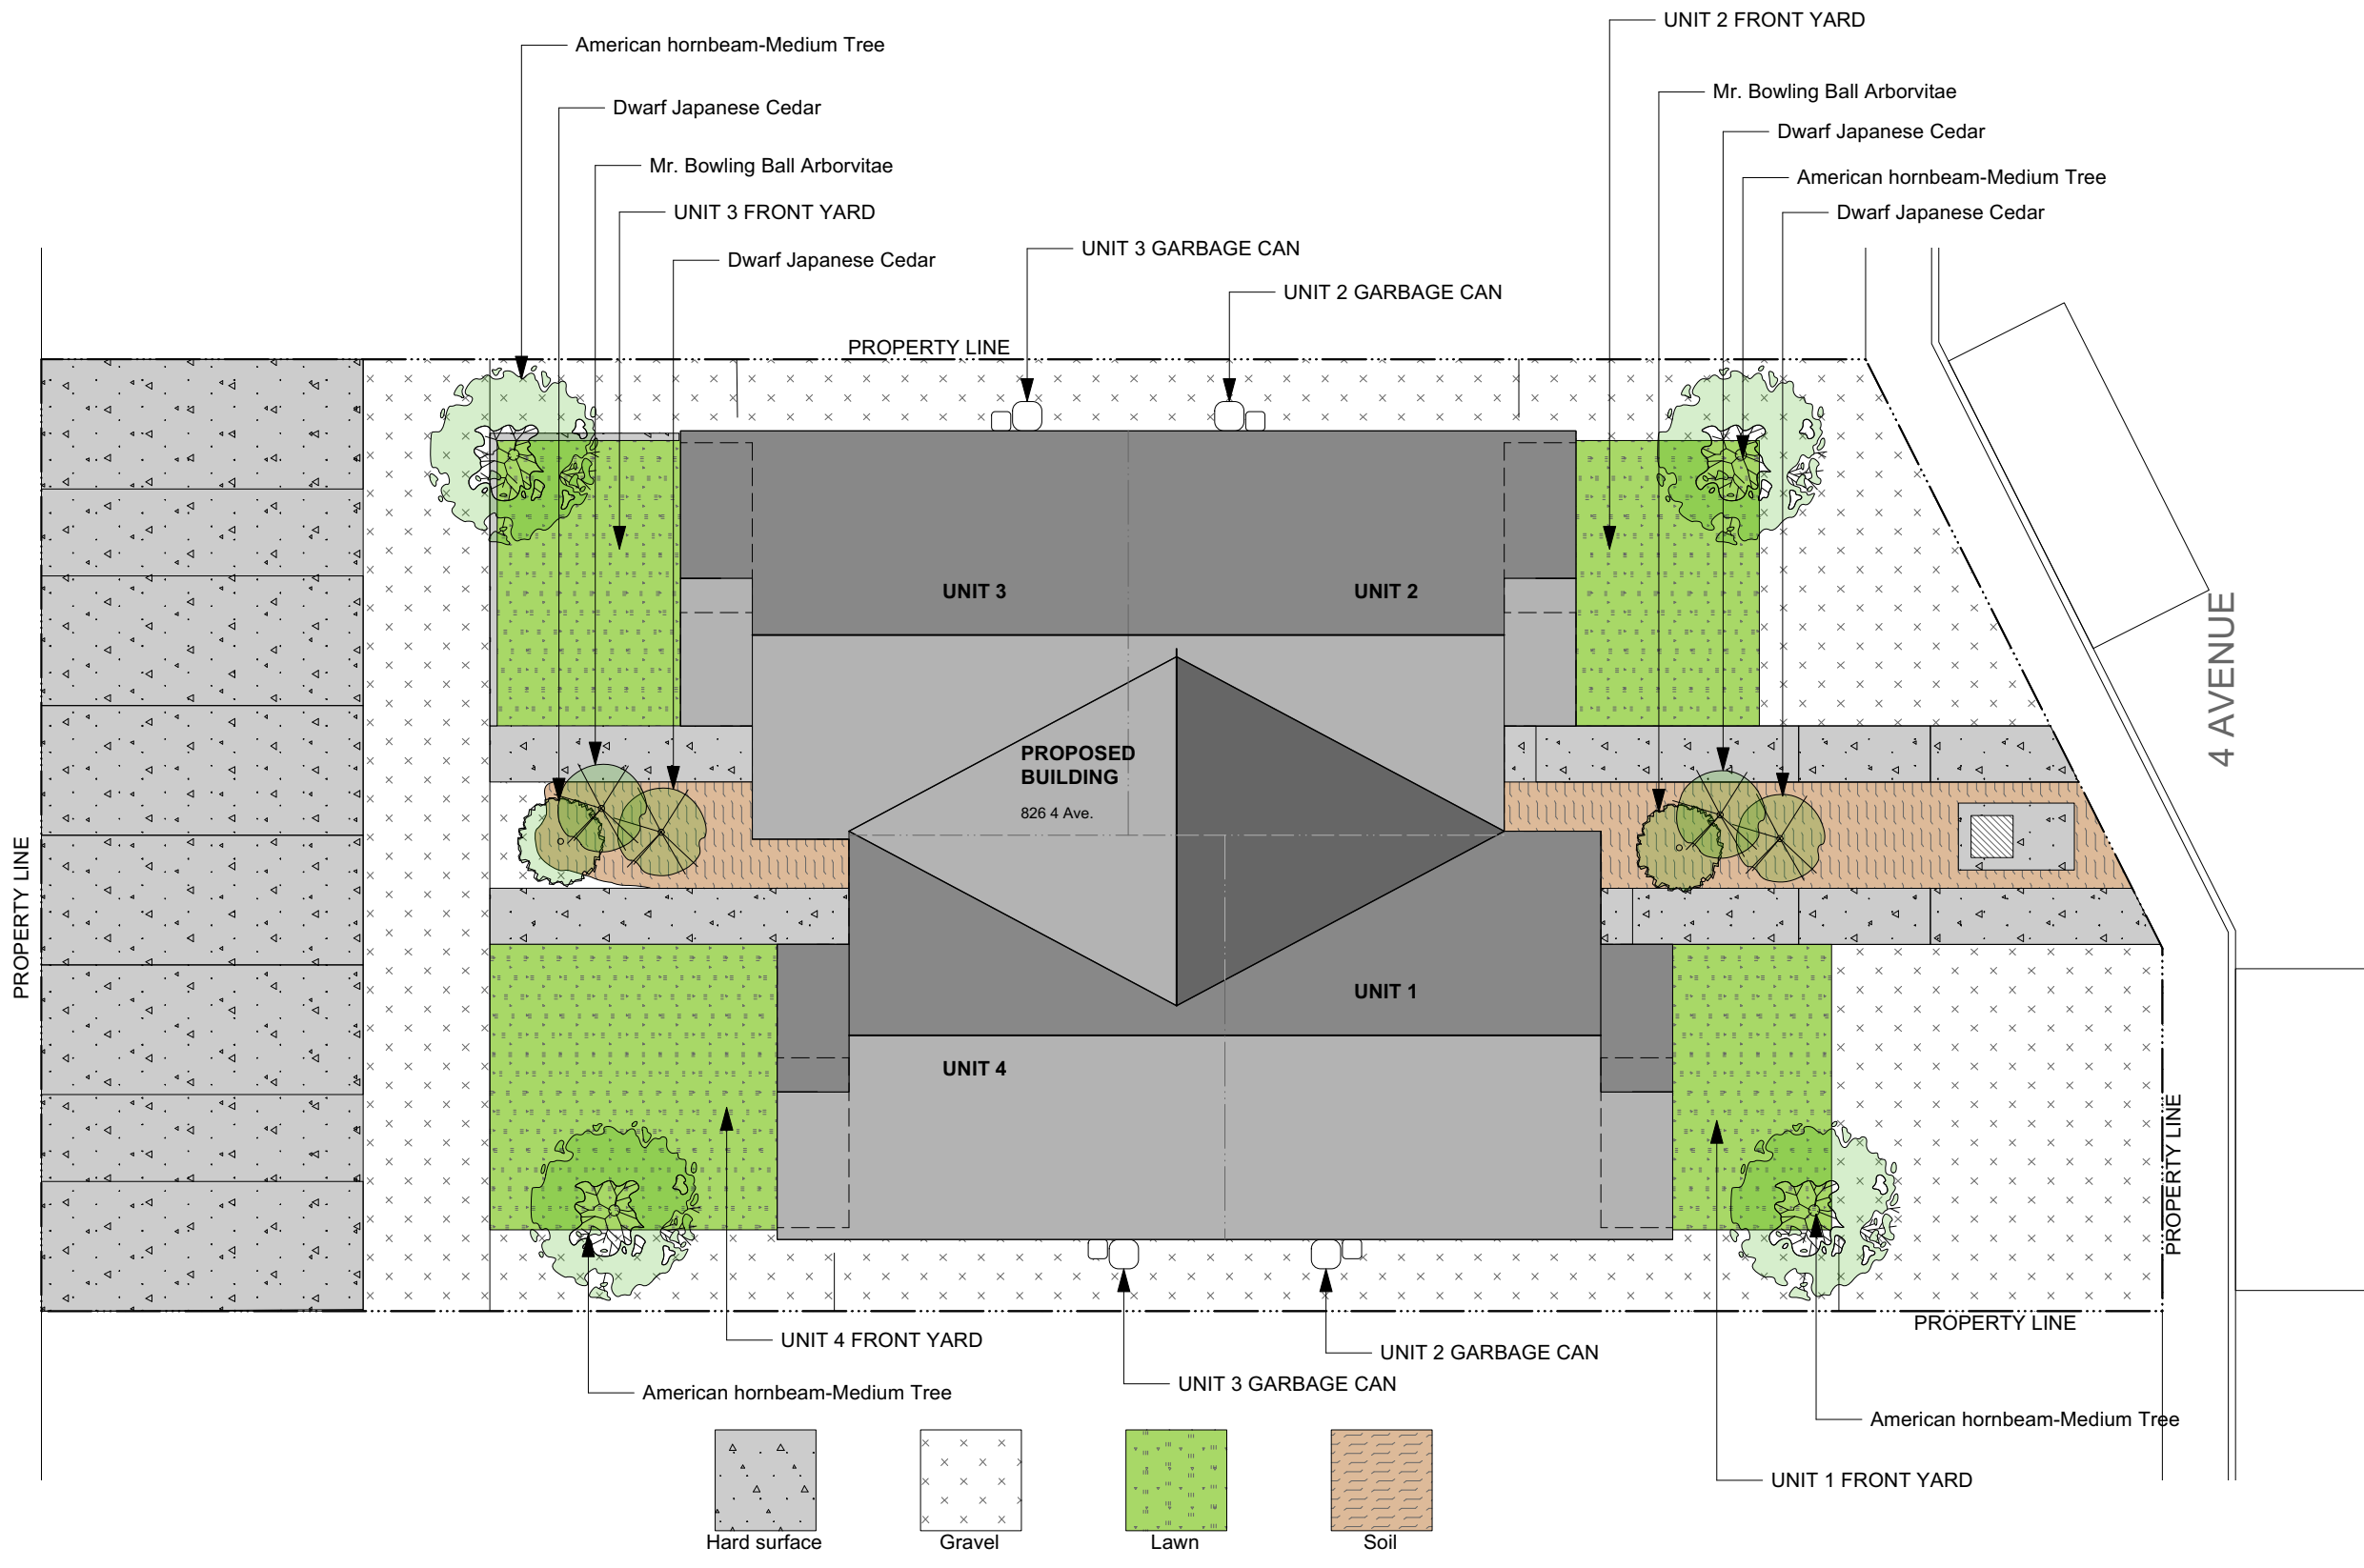 UNIT 2 FRONT YARD
American hornbeam-Medium Tree
Mr. Bowling Ball Arborvitae
Dwarf Japanese Cedar
Dwarf Japanese Cedar
Mr. Bowling Ball Arborvitae
American hornbeam-Medium Tree
UNIT 3 FRONT YARD
Dwarf Japanese Cedar
UNIT 3 GARBAGE CAN
Dwarf Japanese Cedar
UNIT 2 GARBAGE CAN
PROPERTY LINE
UNIT 3
UNIT 2
4 AVENUE
PROPOSED
BUILDING
826 4 Ave.
PROPERTY LINE
UNIT 1
UNIT 4
PROPERTY LINE
PROPERTY LINE
UNIT 4 FRONT YARD
UNIT 2 GARBAGE CAN
UNIT 3 GARBAGE CAN
American hornbeam-Medium Tree
American hornbeam-Medium Tree
UNIT 1 FRONT YARD
Hard surface
Gravel
Lawn
Soil